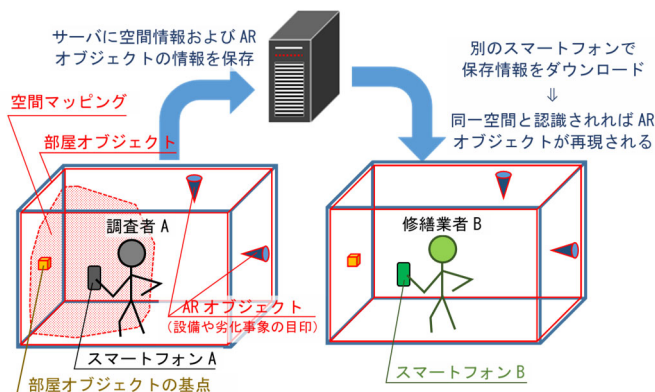 サーバに空間情報および AR
オブジェクトの情報を保存
別のスマートフォンで
保存情報をダウンロード
⇓
同一空間と認識されれば AR
オブジェクトが再現される
空間マッピング
部屋オブジェクト
調査者 A
修繕業者 B
AR オブジェクト
(設備や劣化事象の目印)
スマートフォン A
スマートフォン B
部屋オブジェクトの基点